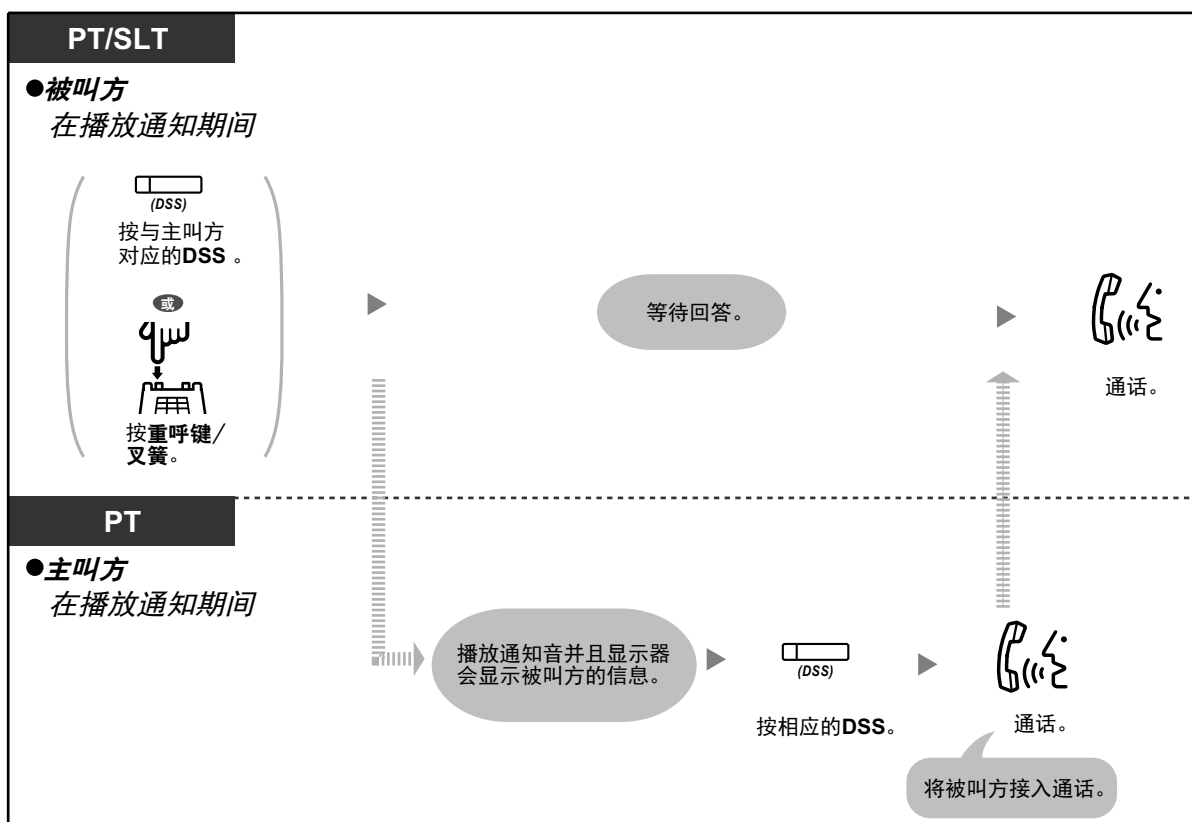 PT/SLT
●被叫方
在播放通知期间
(DSS)
按与主叫方
对应的DSS 。
或
按重呼键/
叉簧。
等待回答。
通话。
PT
●主叫方
在播放通知期间
播放通知音并且显示器
会显示被叫方的信息。
(DSS)
按相应的DSS。
通话。
将被叫方接入通话。